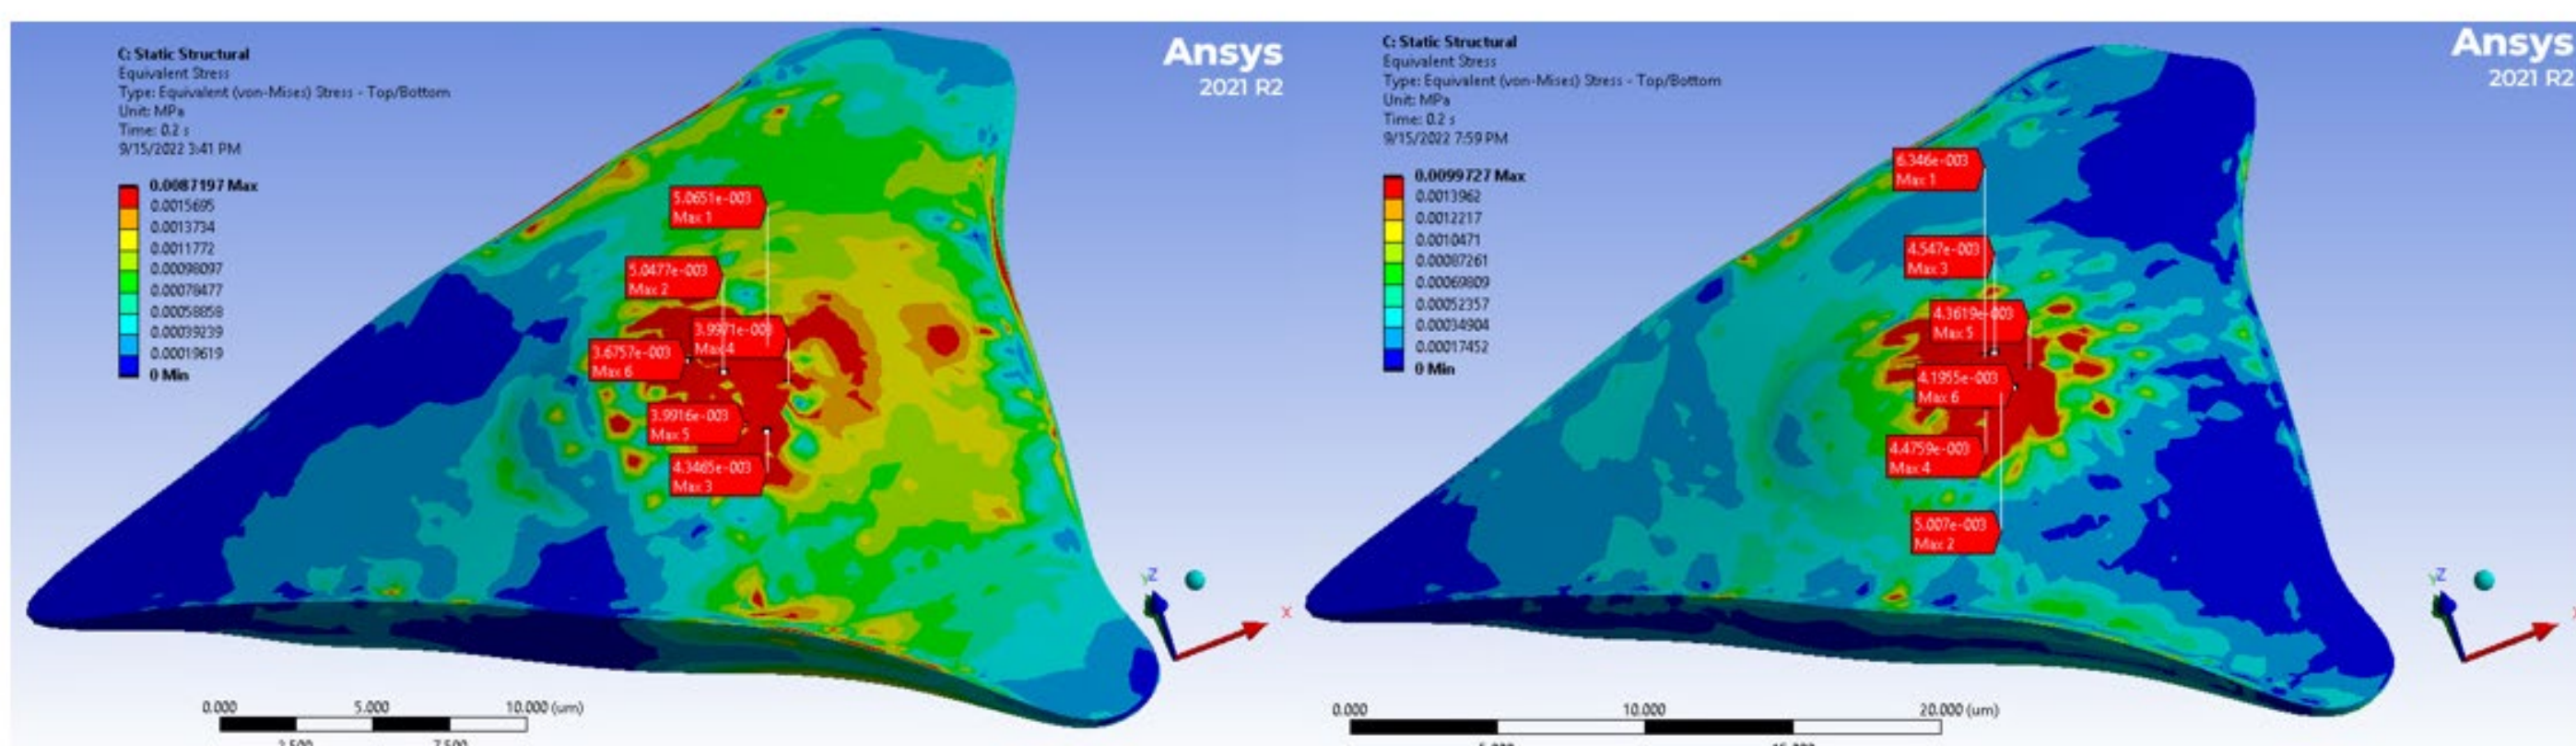 C: Static Structural
Equivalent Stress
Type: Equivalent (von-Mises) Stress - Top/Bottom
Unit: MPa
Time: 0.2 s
9/15/2022 3:41 PM
0.0087197 Max
0.0015695
0.0013734
0.0011772
0.00098097
0.00078477
0.00058858
0.00039239
0.00019619
0 Min
Ansys
2021 R2
5.0651e-003
Max 1
5.0477e-003
Max 2
3.9971e-003
Max 4
3.6757e-003
Max 6
3.9916e-003
Max 5
4.3465e-003
Max 3
Z
Y
X
0.000 5.000 10.000 (um)
2.500 7.500
C: Static Structural
Equivalent Stress
Type: Equivalent (von-Mises) Stress - Top/Bottom
Unit: MPa
Time: 0.2 s
9/15/2022 7:59 PM
0.0099727 Max
0.0013962
0.0012217
0.0010471
0.00087261
0.00069809
0.00052357
0.00034904
0.00017452
0 Min
Ansys
2021 R2
6.346e-003
Max 1
4.547e-003
Max 3
4.3619e-003
Max 5
4.1955e-003
Max 6
4.4759e-003
Max 4
5.007e-003
Max 2
Z
Y
0.000 10.000 20.000 (um)
5.000 15.000